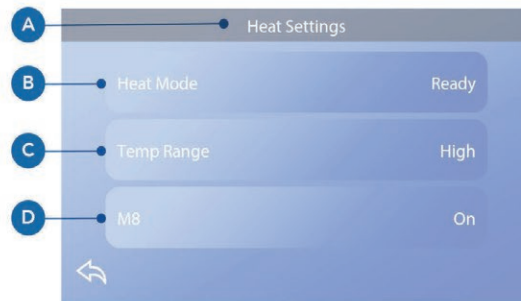 A Heat Settings
B Heat Mode Ready
C Temp Range High
D M8 On